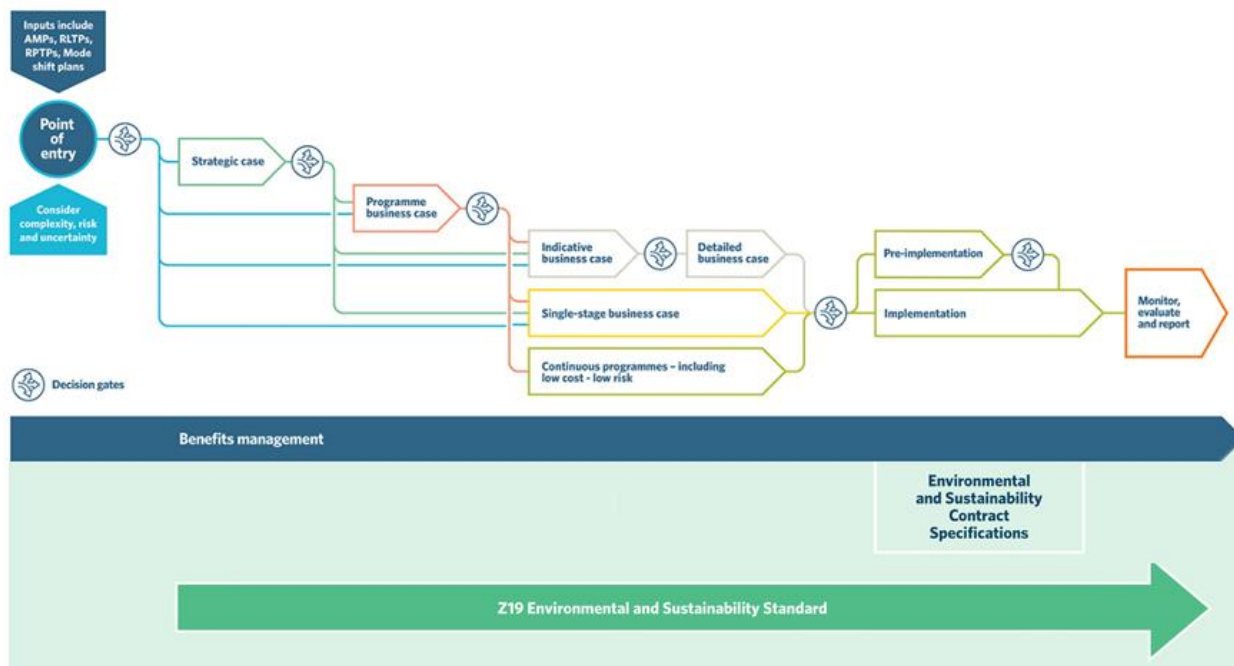 Inputs include
AMPs, RLTPs,
RPTPs, Mode
shift plans
Point
of
entry
Consider
complexity, risk
and uncertainty
Strategic case
Programme
business case
Indicative
business case
Detailed
business case
Single-stage business case
Continuous programmes – including
low cost - low risk
Pre-implementation
Implementation
Monitor,
evaluate
and report
Decision gates
Benefits management
Environmental
and Sustainability
Contract
Specifications
Z19 Environmental and Sustainability Standard